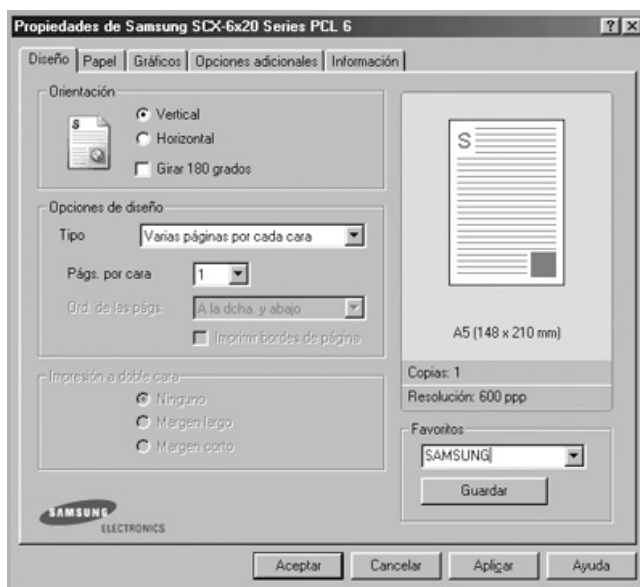 Propiedades de Samsung SCX-6x20 Series PCL 6
Diseño Papel Gráficos Opciones adicionales Información
Orientación
S
Vertical
Horizontal
Girar 180 grados
Opciones de diseño
Tipo Varias páginas por cada cara
Págs. por cara 1
Ord. de las págs. A la dcha. y abajo
Imprimir bordes de página
Impresión a doble cara
Ninguno
Margen largo
Margen corto
SAMSUNG
ELECTRONICS
S
A5 (148 x 210 mm)
Copias: 1
Resolución: 600 ppp
Favoritos
SAMSUNG
Guardar
Aceptar Cancelar Aplicar Ayuda